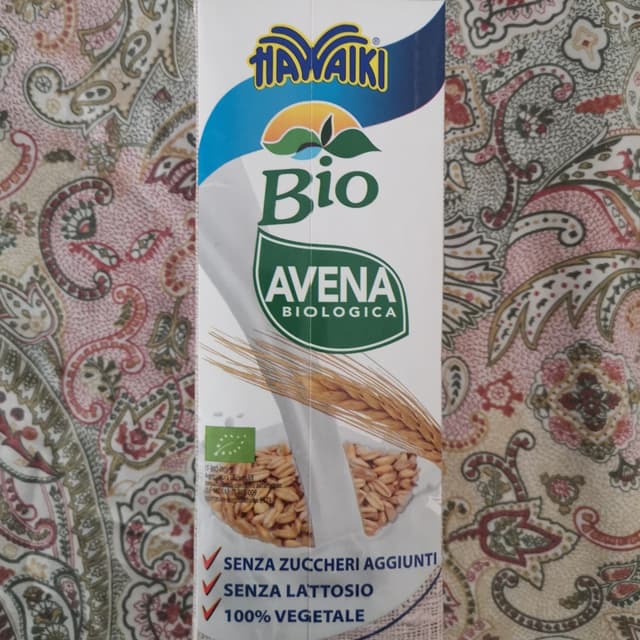 HAWAIKI®
Bio
AVENA
BIOLOGICA
SENZA ZUCCHERI AGGIUNTI
SENZA LATTOSIO
100% VEGETALE